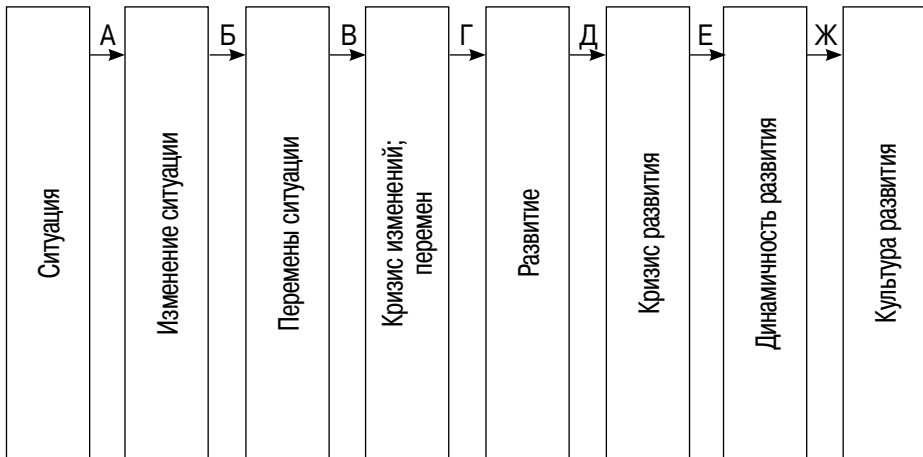 А
Б
В
Г
Д
Е
Ж
Ситуация
Изменение ситуации
Перемены ситуации
Кризис изменений;
перемен
Развитие
Кризис развития
Динамичность развития
Культура развития